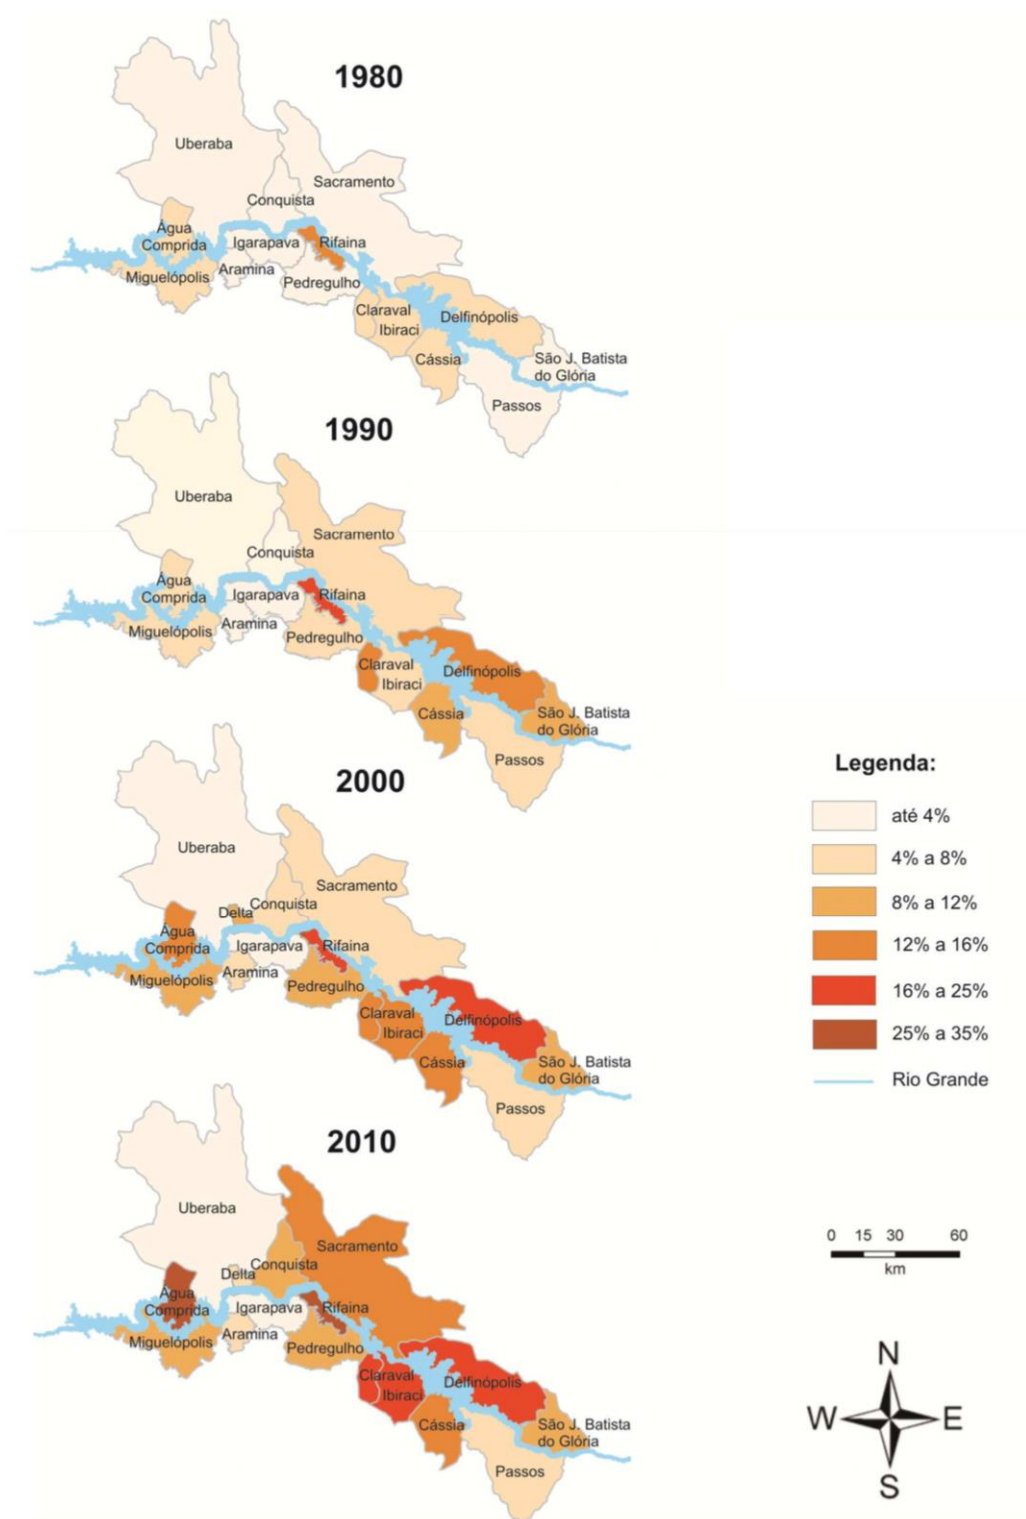 1980
Uberaba
Sacramento
Conquista
Água
Comprida
Igarapava
Rifaina
Aramina
Miguelópolis
Pedregulho
Claraval
Ibiraci
Delfinópolis
Cássia
São J. Batista
do Glória
Passos
1990
Uberaba
Sacramento
Conquista
Água
Comprida
Igarapava
Rifaina
Aramina
Miguelópolis
Pedregulho
Claraval
Ibiraci
Delfinópolis
Cássia
São J. Batista
do Glória
Passos
2000
Uberaba
Sacramento
Delta
Conquista
Água
Comprida
Igarapava
Rifaina
Aramina
Miguelópolis
Pedregulho
Claraval
Ibiraci
Delfinópolis
Cássia
São J. Batista
do Glória
Passos
2010
Uberaba
Sacramento
Delta
Conquista
Água
Comprida
Igarapava
Rifaina
Aramina
Miguelópolis
Pedregulho
Claraval
Ibiraci
Delfinópolis
Cássia
São J. Batista
do Glória
Passos
Legenda:
até 4%
4% a 8%
8% a 12%
12% a 16%
16% a 25%
25% a 35%
Rio Grande
0 15 30 60
km
N
W E
S